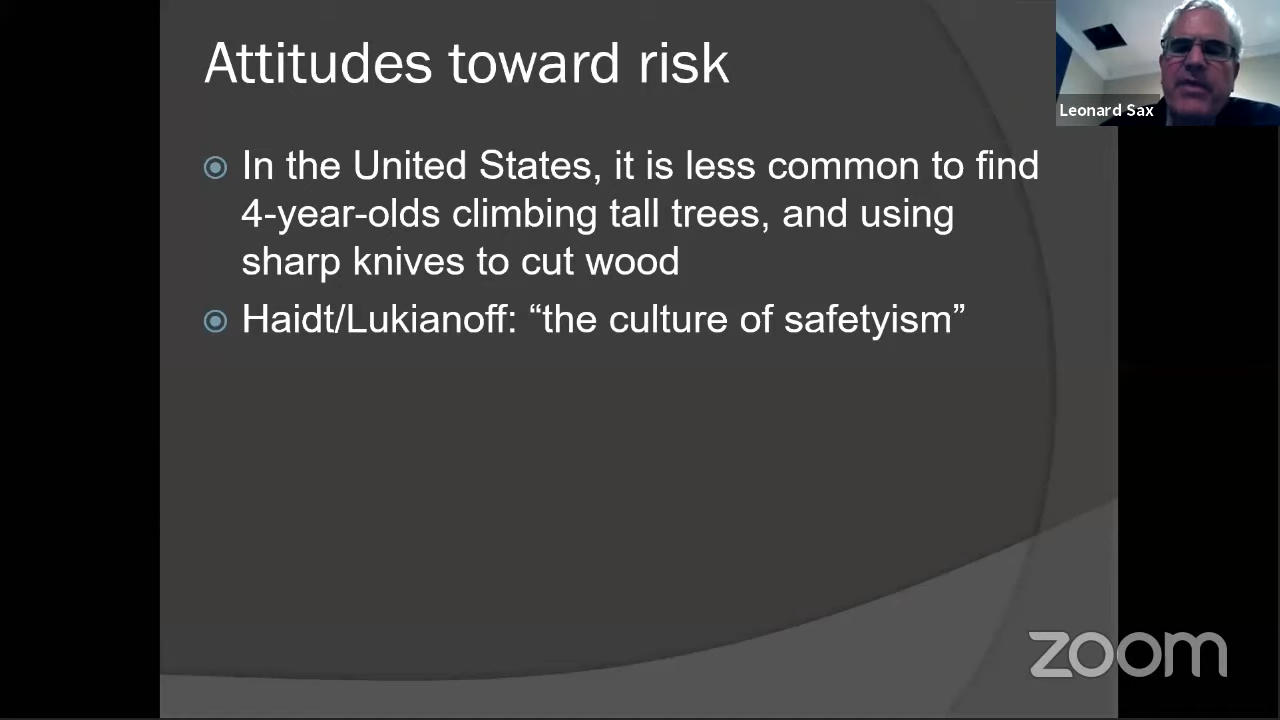 Attitudes toward risk
Leonard Sax
In the United States, it is less common to find
4-year-olds climbing tall trees, and using
sharp knives to cut wood
Haidt/Lukianoff: “the culture of safetyism”
zoom